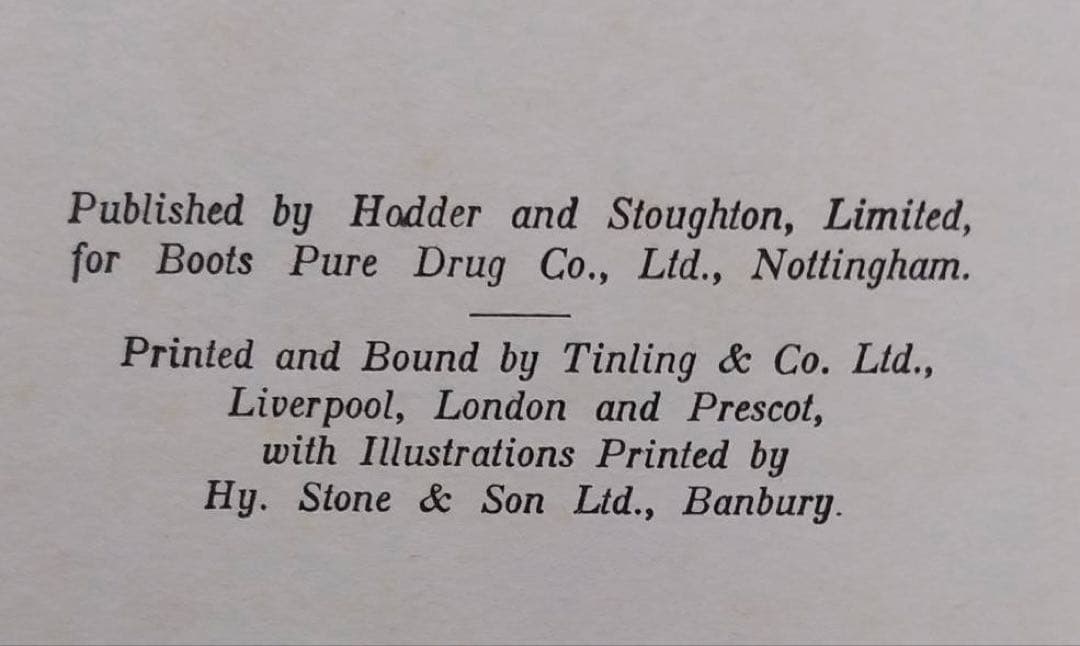 Published by Hodder and Stoughton, Limited,
for Boots Pure Drug Co., Ltd., Nottingham.
Printed and Bound by Tinling & Co. Ltd.,
Liverpool, London and Prescot,
with Illustrations Printed by
Hy. Stone & Son Ltd., Banbury.